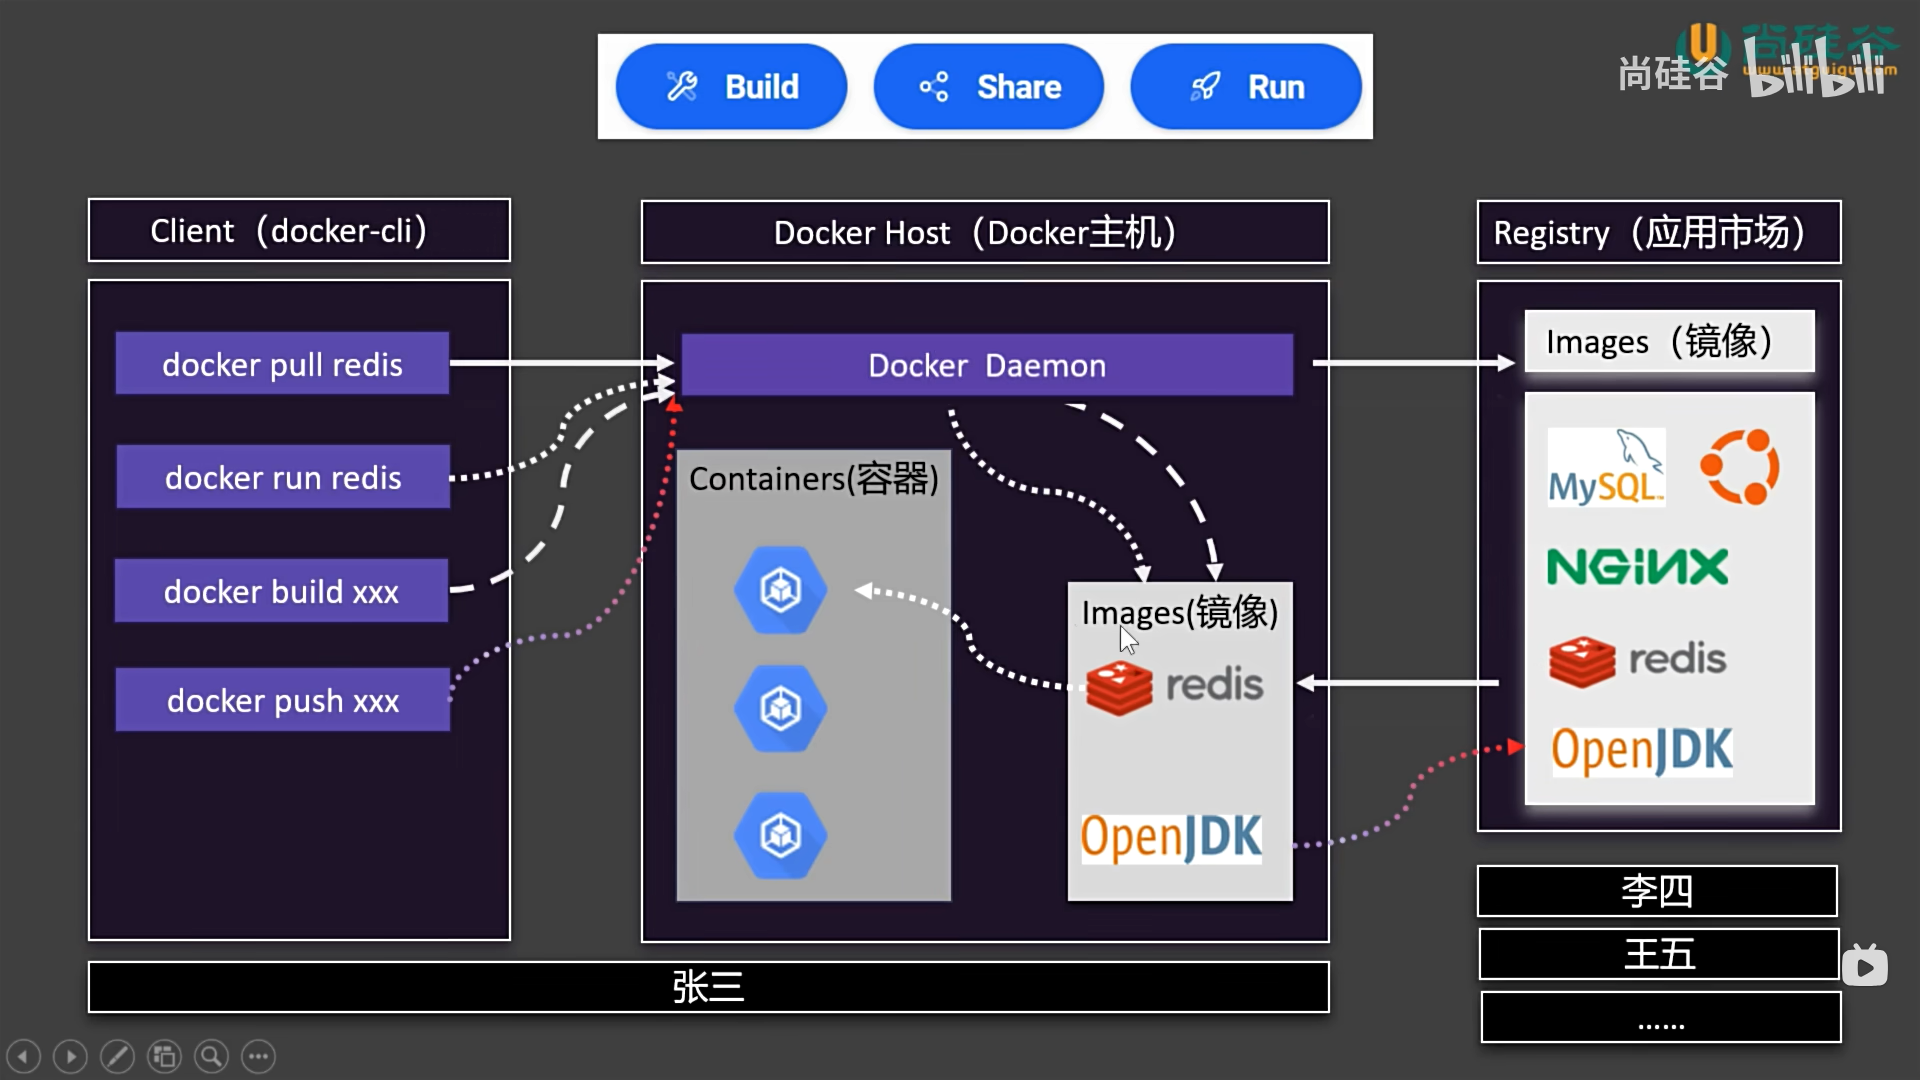 Build
Share
Run
尚硅谷
bilibili
Client（docker-cli）
docker pull redis
docker run redis
docker build xxx
docker push xxx
Docker Host（Docker主机）
Docker Daemon
Containers(容器)
Images(镜像)
redis
OpenJDK
Registry（应用市场）
Images（镜像）
MySQL
NGINX
redis
OpenJDK
张三
李四
王五
......